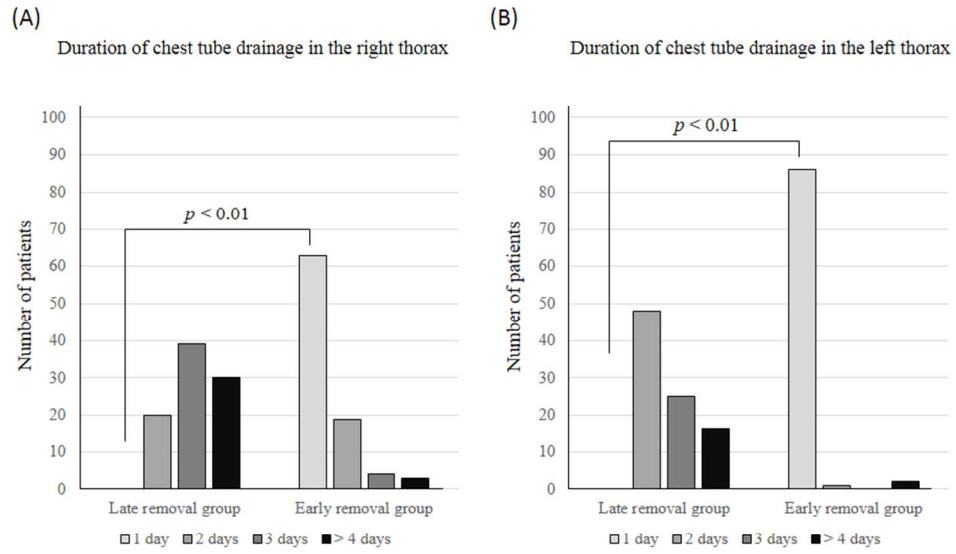 (A)
Duration of chest tube drainage in the right thorax
Number of patients
100
90
80
70
60
50
40
30
20
10
0
p < 0.01
Late removal group
Early removal group
1 day 2 days 3 days > 4 days
(B)
Duration of chest tube drainage in the left thorax
Number of patients
100
90
80
70
60
50
40
30
20
10
0
p < 0.01
Late removal group
Early removal group
1 day 2 days 3 days > 4 days